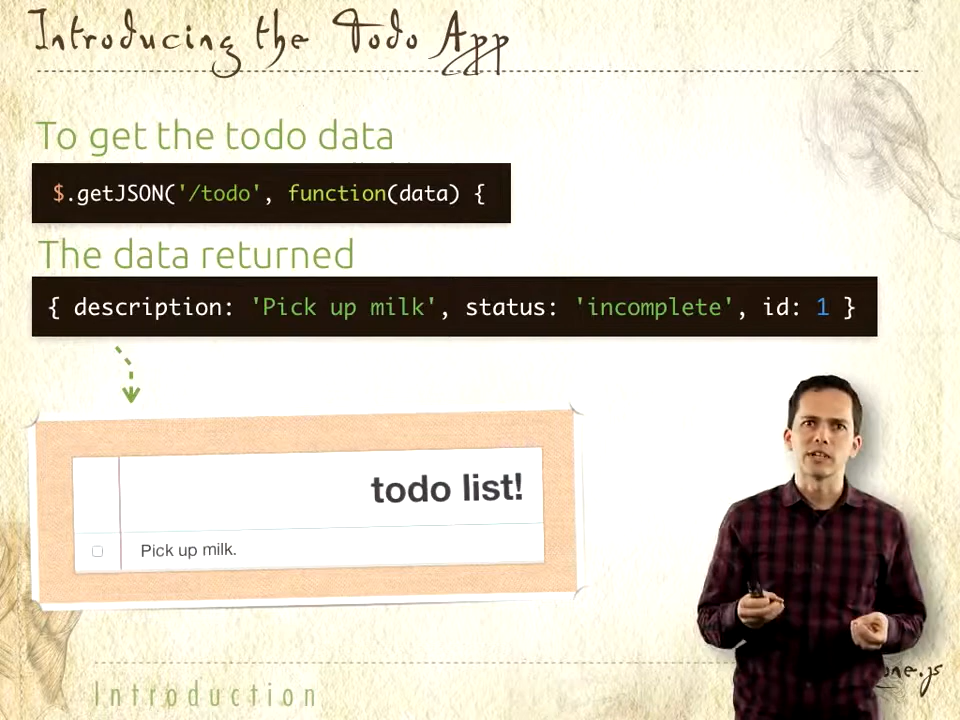 Introducing the Todo App
To get the todo data
$.getJSON('/todo', function(data) {
The data returned
{ description: 'Pick up milk', status: 'incomplete', id: 1 }
todo list!
Pick up milk.
Introduction